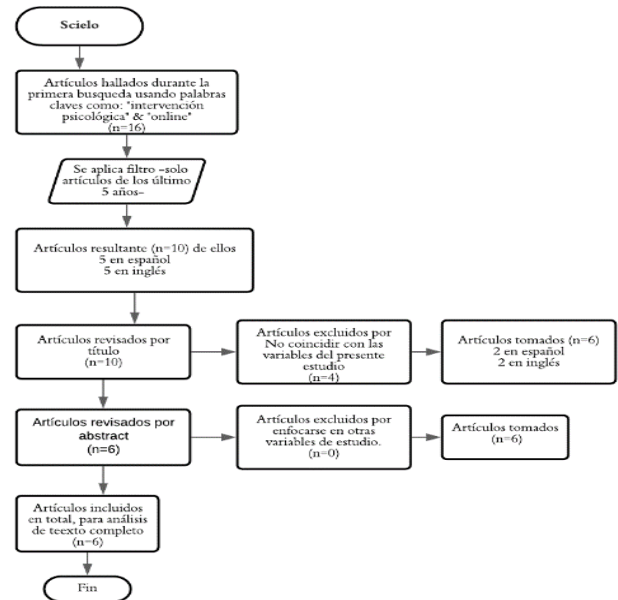 Scielo
Artículos hallados durante la
primera busqueda usando palabras
claves como: "intervención
psicológica" & "online"
(n=16)
Se aplica filtro -solo
artículos de los último
5 años-
Artículos resultante (n=10) de ellos
5 en español
5 en inglés
Artículos revisados por
título
(n=10)
Artículos excluidos por
No coincidir con las
variables del presente
estudio
(n=4)
Artículos tomados (n=6)
2 en español
2 en inglés
Artículos revisados por
abstract
(n=6)
Artículos excluidos por
enfocarse en otras
variables de estudio.
(n=0)
Artículos tomados
(n=6)
Artículos incluidos
en total, para análisis
de teexto completo
(n=6)
Fin